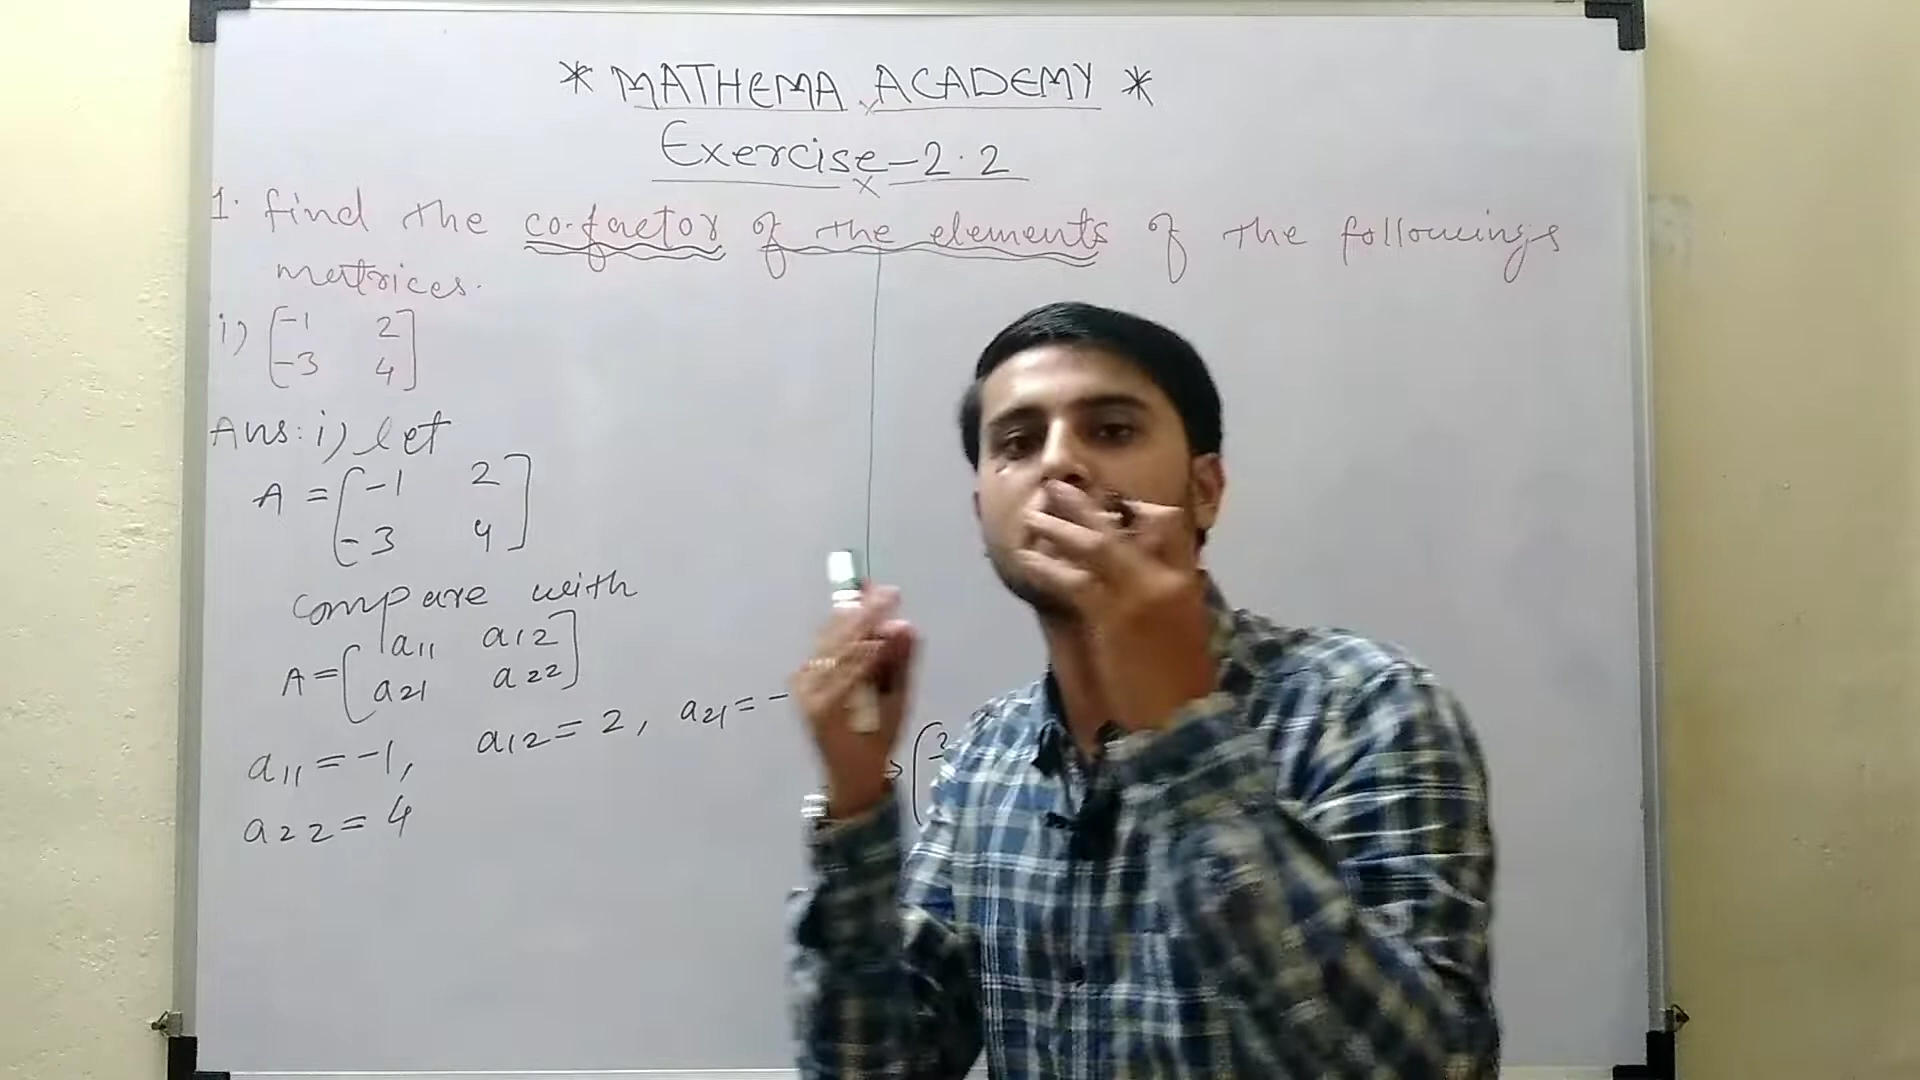 * MATHEMA ACADEMY *
Exercise-2.2
1. find the co-factor of the elements of the followings
matrices.
i) [-1 2
-3 4]
Ans: i) let
A = [-1 2
-3 4]
compare with
A = [a11 a12
a21 a22]
a11 = -1, a12 = 2, a21 = -
a22 = 4